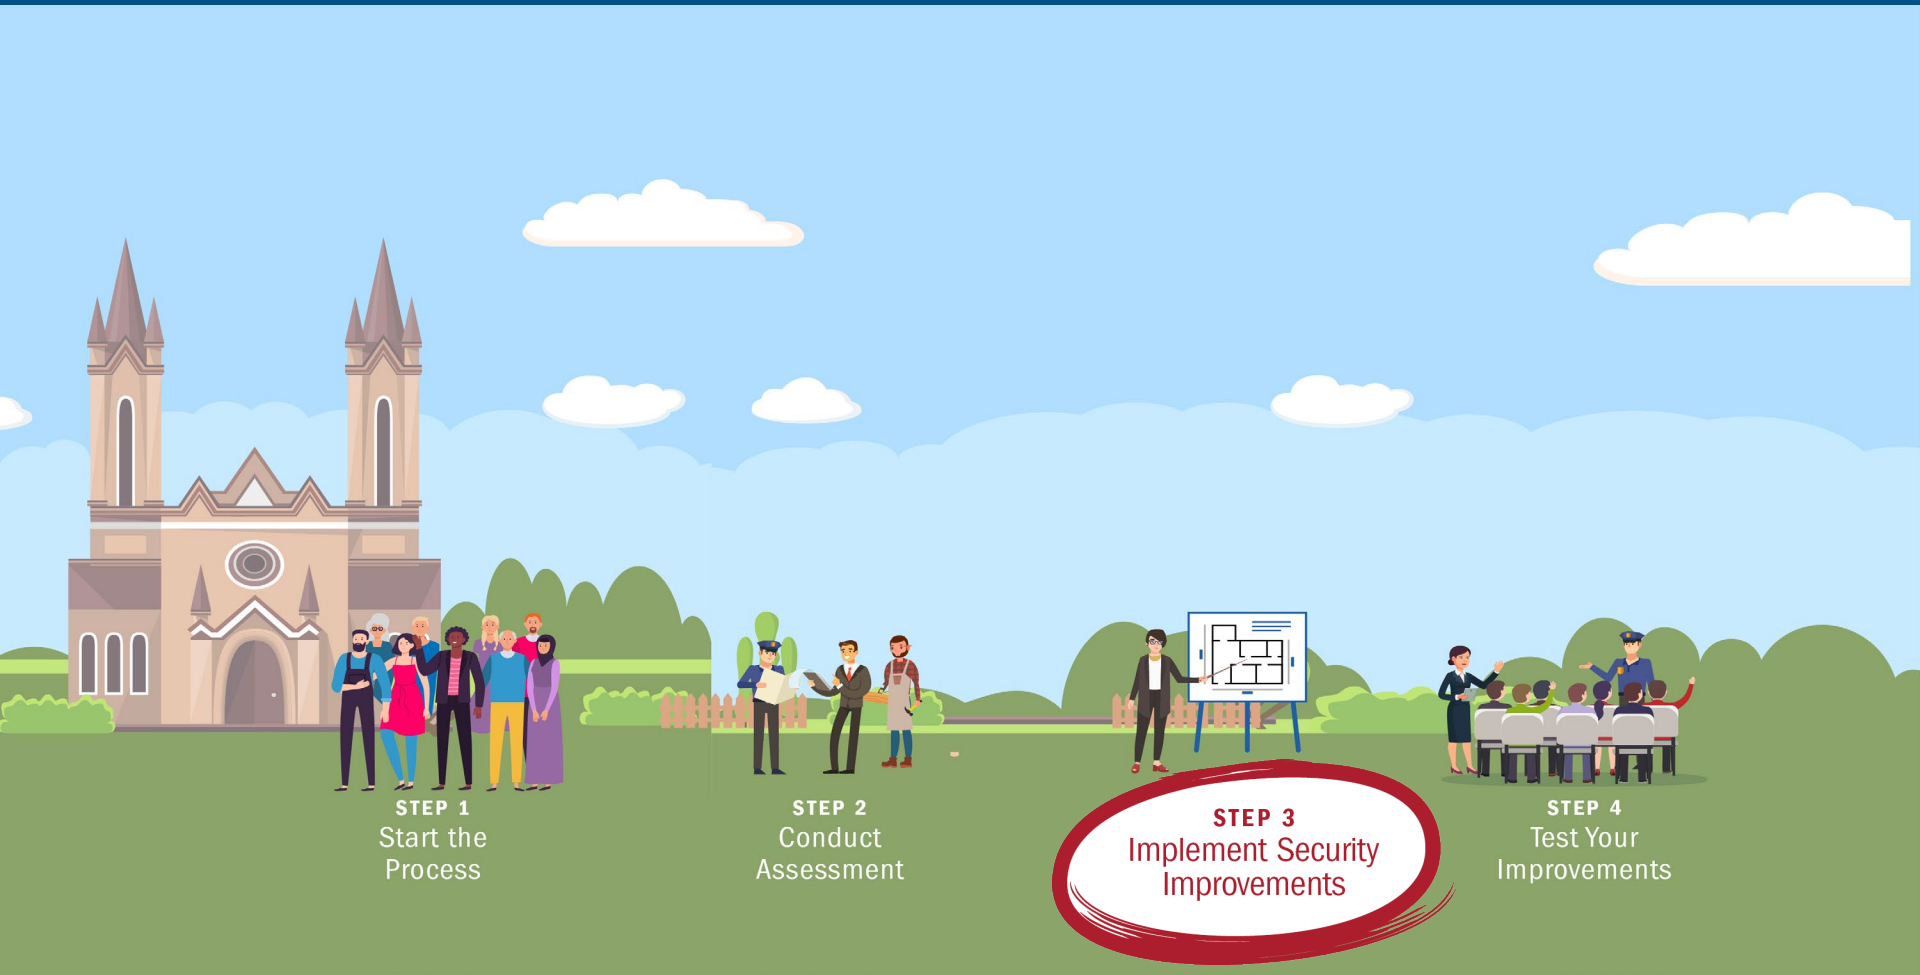 STEP 1
Start the
Process
STEP 2
Conduct
Assessment
STEP 3
Implement Security
Improvements
STEP 4
Test Your
Improvements